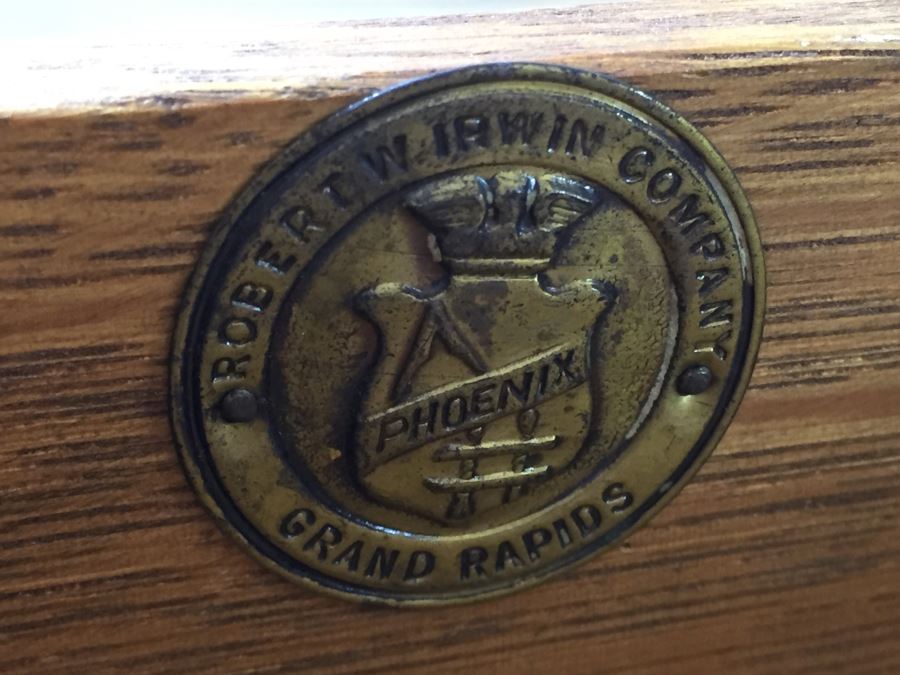 ROBERT W. IRWIN COMPANY
PHOENIX
GRAND RAPIDS